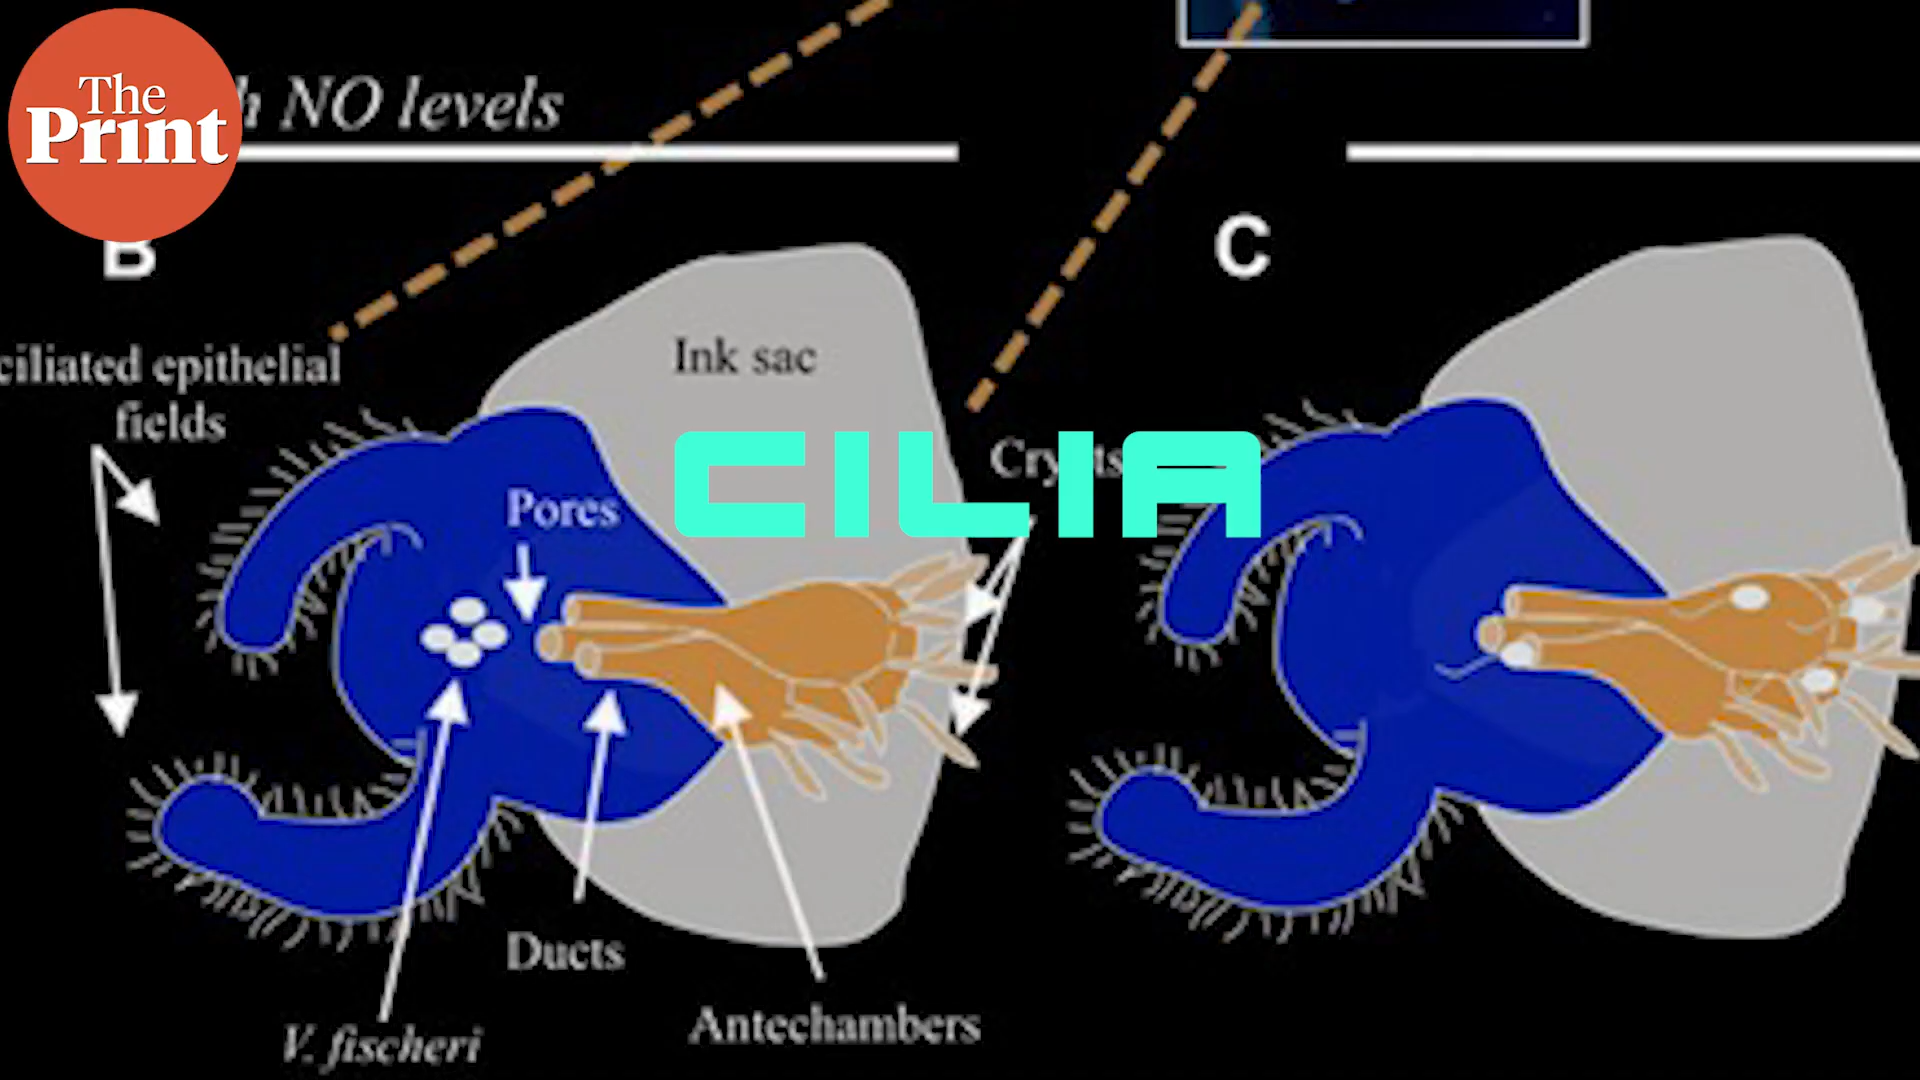 The
Print
NO levels
B
C
ciliated epithelial
fields
Ink sac
CILIA
Pores
Ducts
Antechambers
V. fischeri